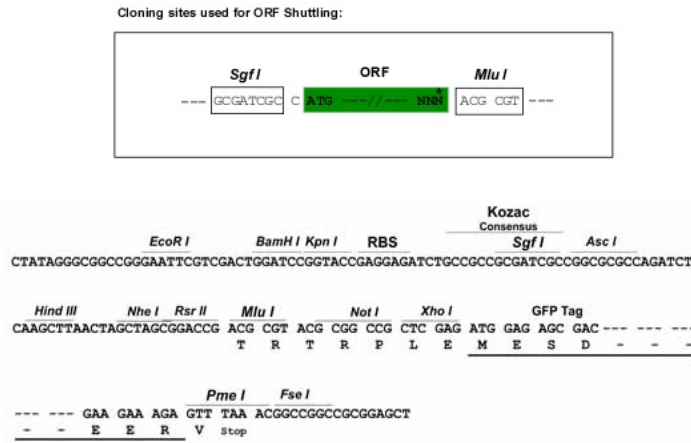 Cloning sites used for ORF Shuttling:
Sgf I ORF Mlu I
--- GCGATCGC C ATG ---//--- NNN* ACG CGT ---
Kozac
Consensus
EcoR I BamH I Kpn I RBS Sgf I Asc I
CTATAGGGCGGCCGGGAATTCGTCGACTGGATCCGGTACCGAGGAGATCTGCCGCCGCGATCGCCGGCGCGCCAGATCT
Hind III Nhe I Rsr II Mlu I Not I Xho I GFP Tag
CAAGCTTAACTAGCTAGCGGACCG ACG CGT ACG CGG CCG CTC GAG ATG GAG AGC GAC--- --- ---
T R T R P L E M E S D - - -
Pme I Fse I
--- --- GAA GAA AGA GTT TAA ACGGCCGGCCGCGGAGCT
- - E E R V Stop